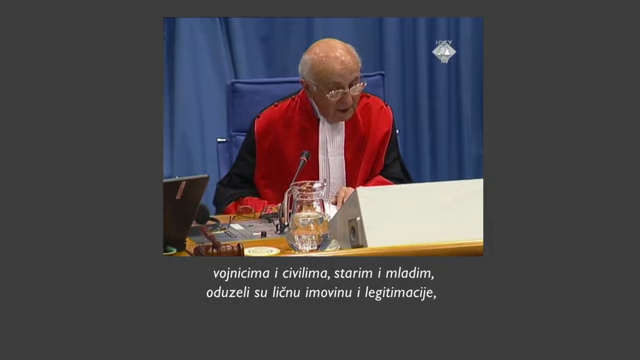 vojnicima i civilima, starim i mladim,
oduzeli su ličnu imovinu i legitimacije,